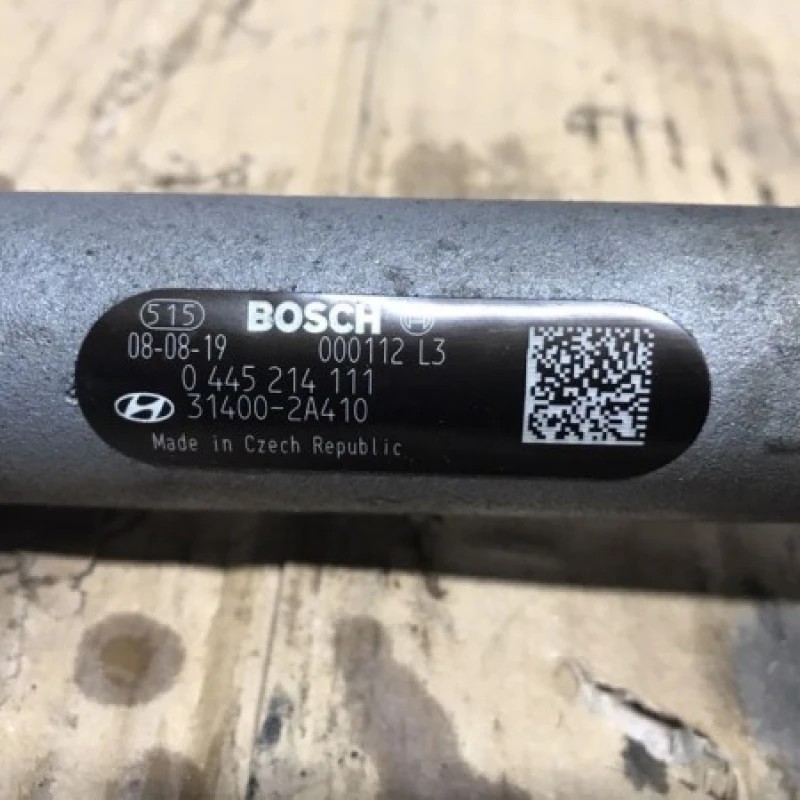 515 BOSCH
08-08-19 000112 L3
0 445 214 111
31400-2A410
Made in Czech Republic